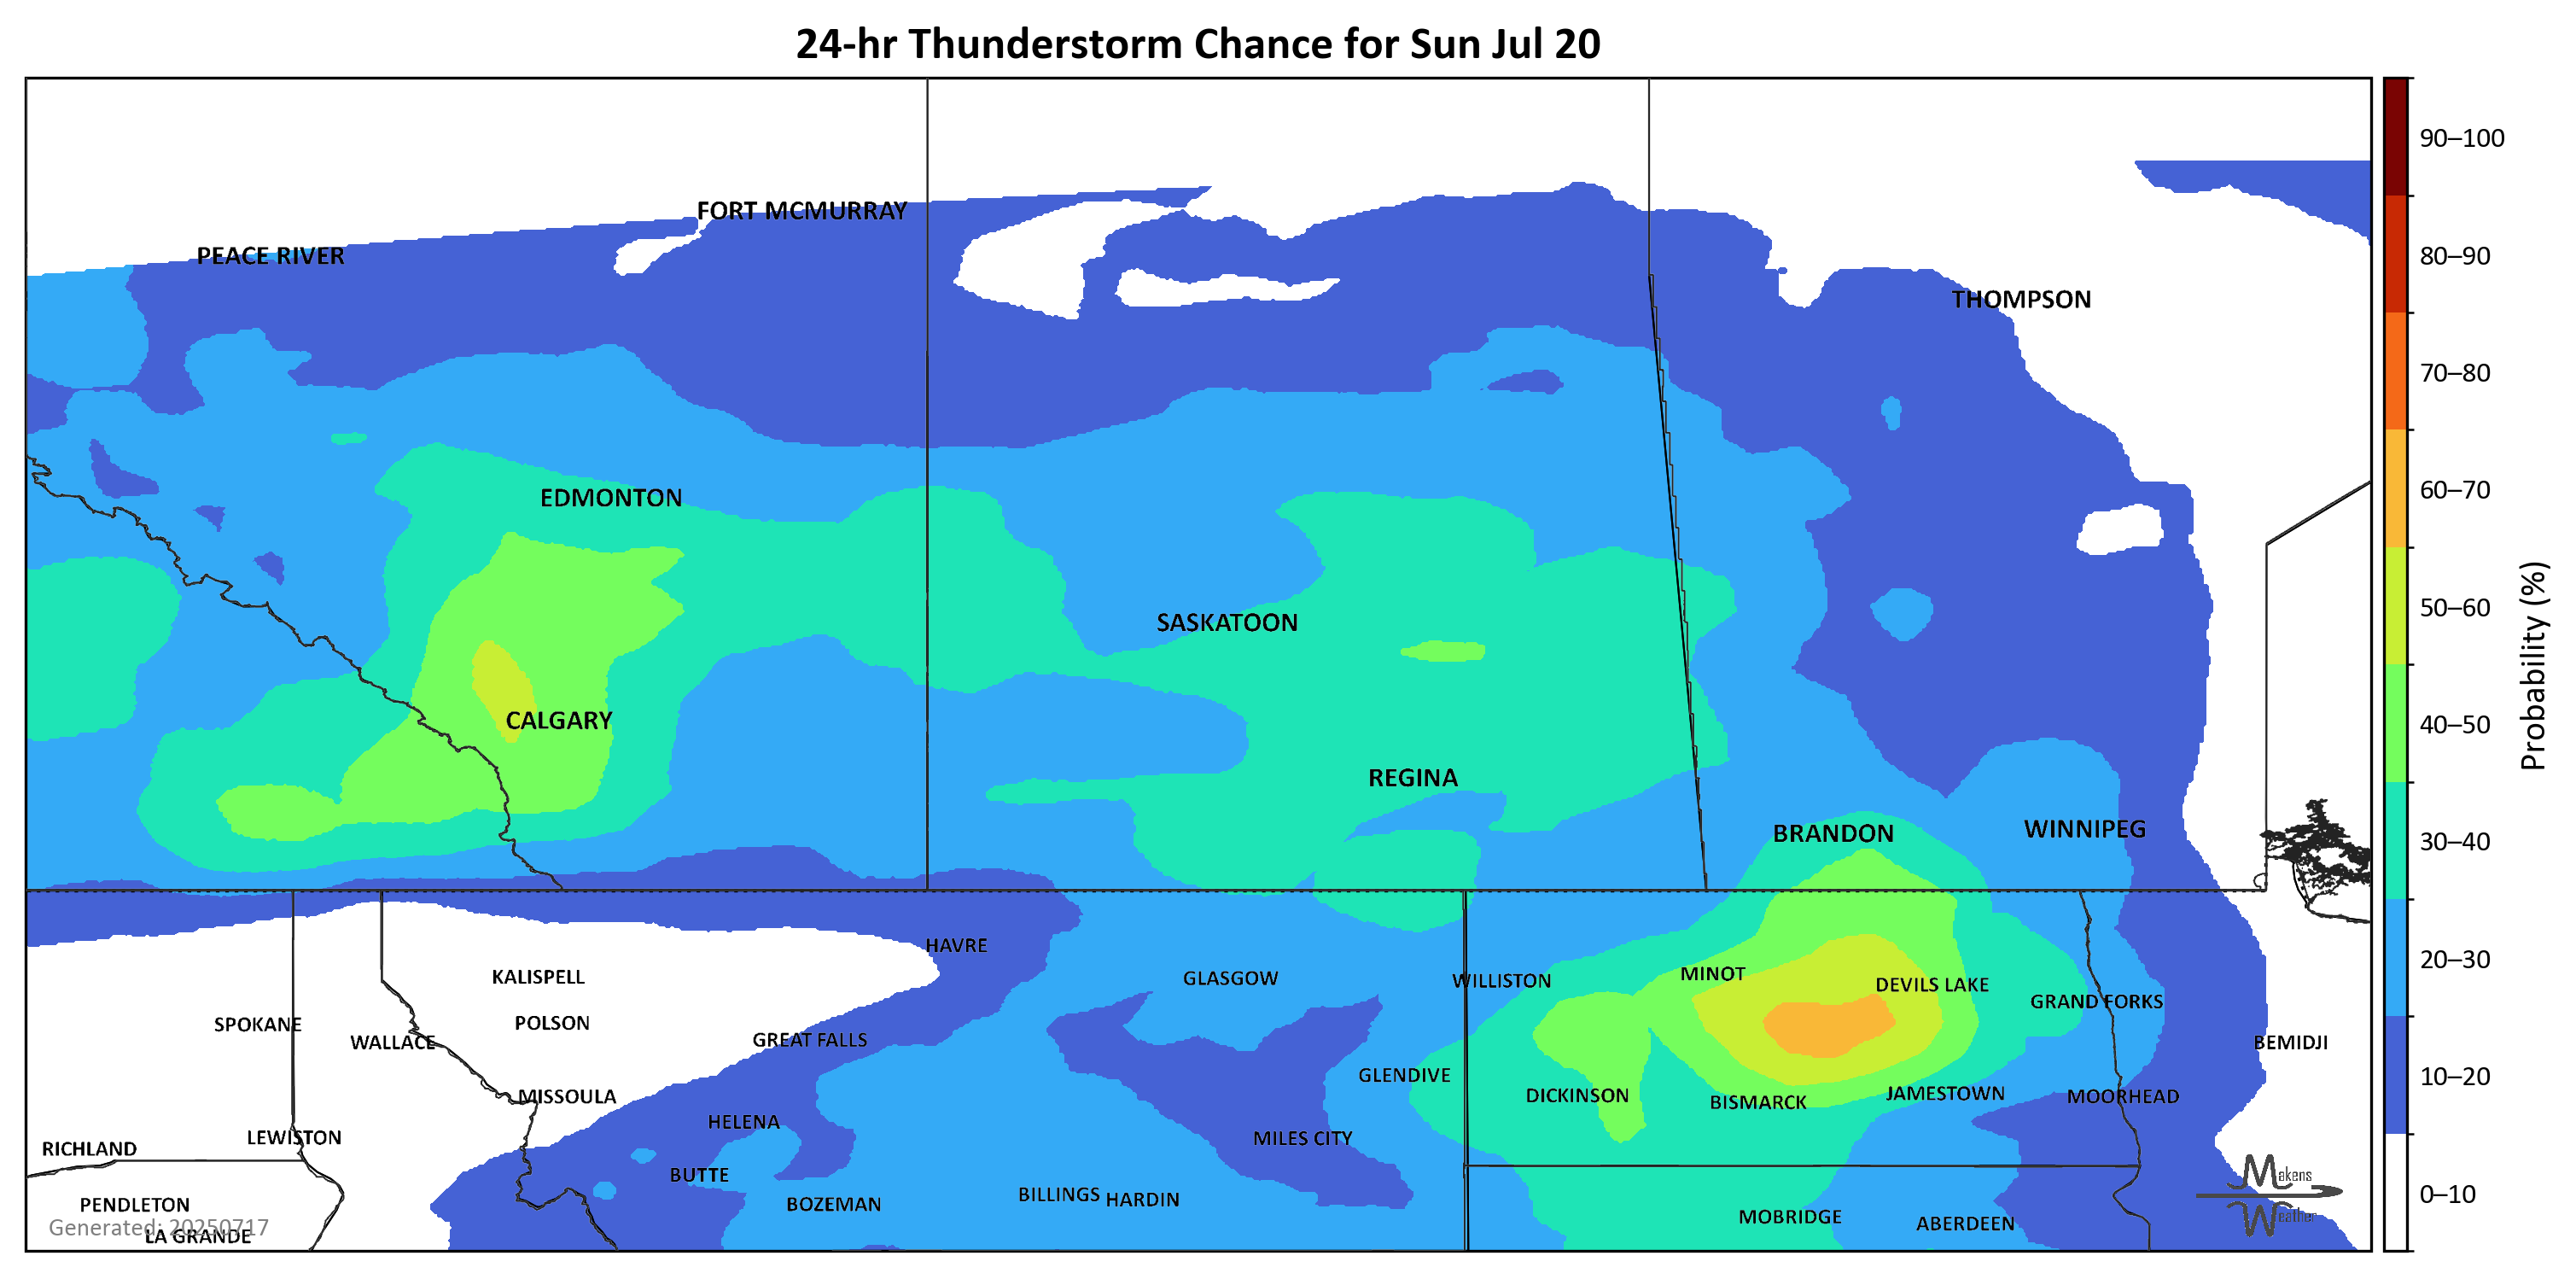 24-hr Thunderstorm Chance for Sun Jul 20
90–100
FORT MCMURRAY
PEACE RIVER
80–90
THOMPSON
70–80
60–70
EDMONTON
50–60
SASKATOON
Probability (%)
CALGARY
40–50
REGINA
WINNIPEG
BRANDON
30–40
HAVRE
20–30
KALISPELL
GLASGOW
WILLISTON
MINOT
DEVILS LAKE
GRAND FORKS
SPOKANE
POLSON
WALLACE
GREAT FALLS
BEMIDJI
GLENDIVE
10–20
MISSOULA
DICKINSON
BISMARCK
JAMESTOWN
MOORHEAD
HELENA
LEWISTON
MILES CITY
RICHLAND
BUTTE
Makens
0–10
PENDLETON
BOZEMAN
BILLINGS
HARDIN
MOBRIDGE
ABERDEEN
Weather
Generated: 20250717
LA GRANDE